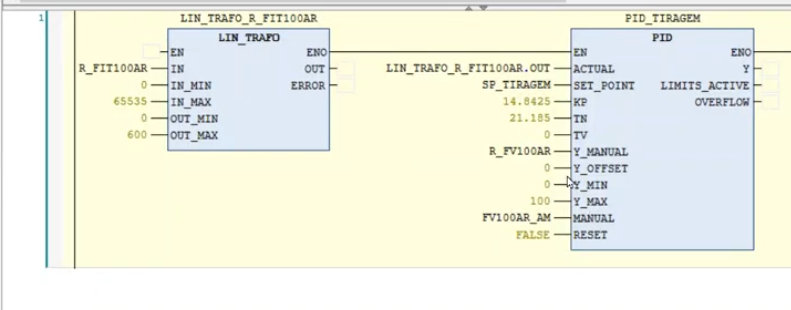 1
LIN_TRAFO_R_FIT100AR
LIN_TRAFO
EN ENO
R_FIT100AR IN OUT
0 IN_MIN ERROR
65535 IN_MAX
0 OUT_MIN
600 OUT_MAX
PID_TIRAGEM
PID
EN ENO
LIN_TRAFO_R_FIT100AR.OUT ACTUAL Y
SP_TIRAGEM SET_POINT LIMITS_ACTIVE
14.8425 KP OVERFLOW
21.185 TN
0 TV
R_FV100AR Y_MANUAL
0 Y_OFFSET
0 Y_MIN
100 Y_MAX
FV100AR_AM MANUAL
FALSE RESET